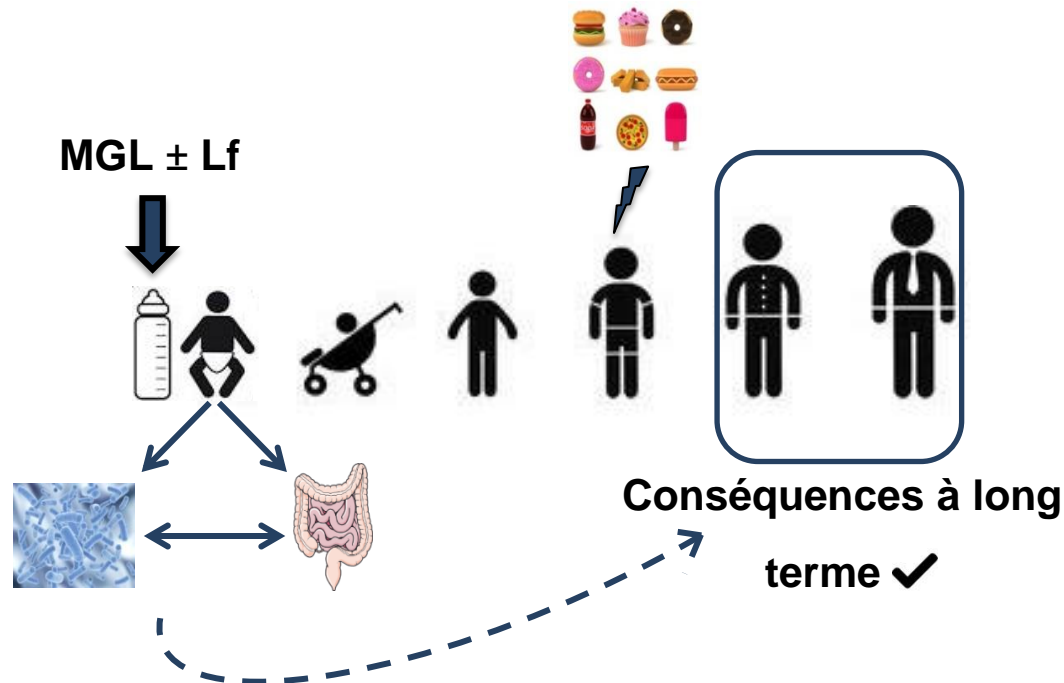 MGL ± Lf
Conséquences à long
terme ✔